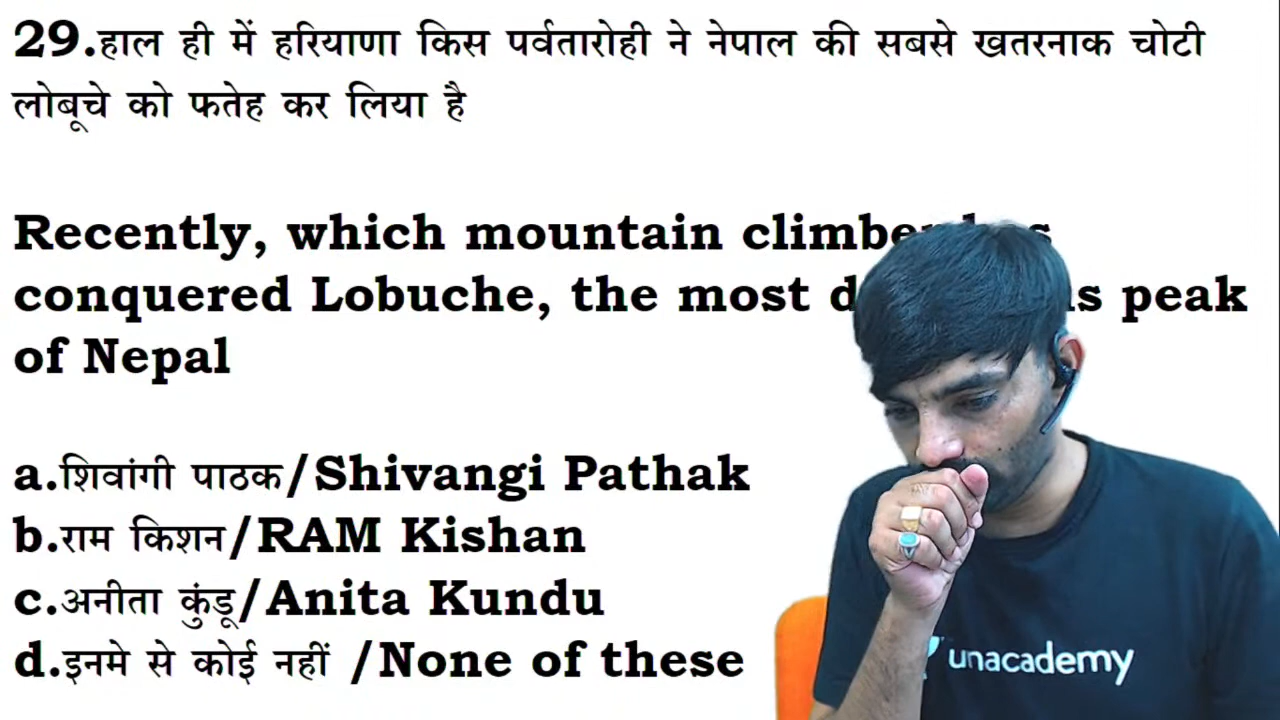 29.हाल ही में हरियाणा किस पर्वतारोही ने नेपाल की सबसे खतरनाक चोटी
लोबूचे को फतेह कर लिया है
Recently, which mountain
conquered Lobuche, the most peak
of Nepal
a.शिवांगी पाठक/Shivangi Pathak
b.राम किशन/RAM Kishan
c.अनीता कुंडू/Anita Kundu
d.इनमे से कोई नहीं /None of these
unacademy